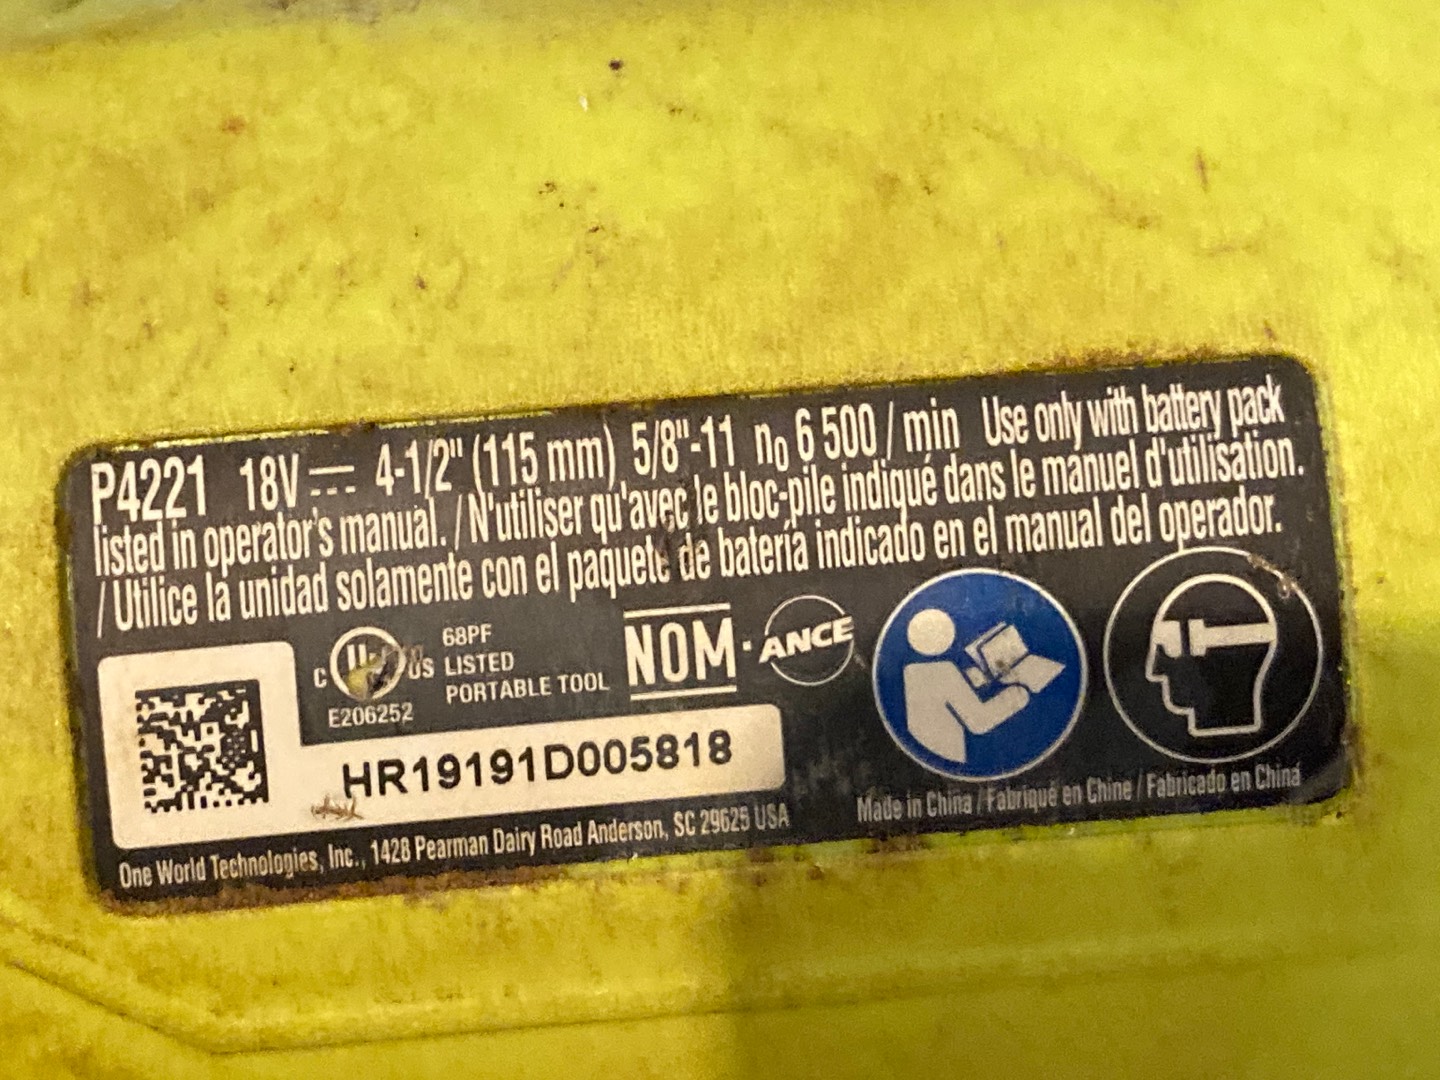 P4221 18V 4-1/2" (115 mm) 5/8"-11 n₀ 6 500 / min Use only with battery pack
listed in operator's manual. / N'utiliser qu'avec le bloc-pile indiqué dans le manuel d'utilisation.
/ Utilice la unidad solamente con el paquete de batería indicado en el manual del operador.
C UL US
E206252
68PF
LISTED
PORTABLE TOOL
NOM·ANCE
HR19191D005818
One World Technologies, Inc., 1428 Pearman Dairy Road Anderson, SC 29625 USA
Made in China / Fabriqué en Chine / Fabricado en China